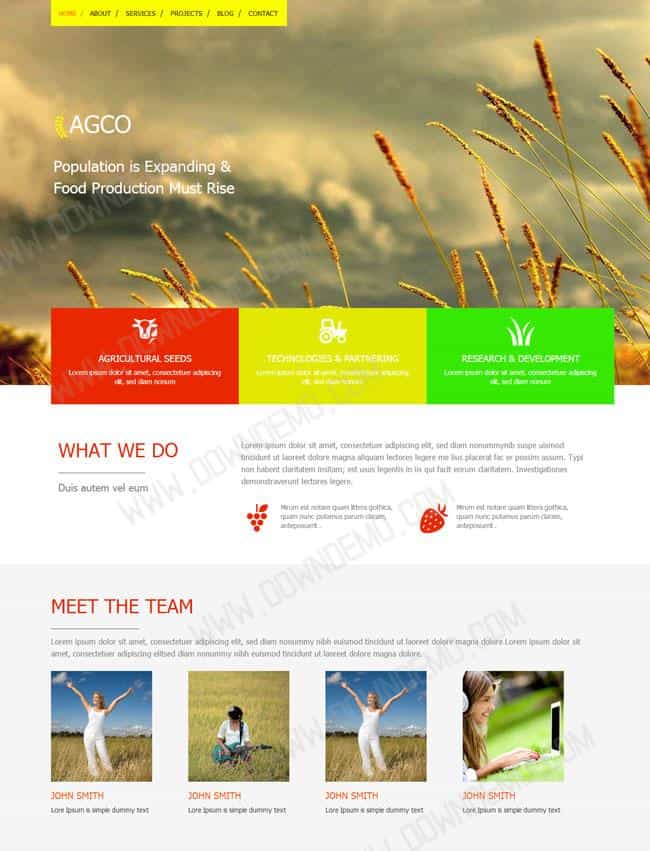 HOME / ABOUT / SERVICES / PROJECTS / BLOG / CONTACT
AGCO
Population is Expanding &
Food Production Must Rise
AGRICULTURAL SEEDS
Lorem ipsum dolor sit amet, consectetuer adipiscing
elit, sed diam nonum
TECHNOLOGIES & PARTNERING
Lorem ipsum dolor sit amet, consectetuer adipiscing
elit, sed diam nonum
RESEARCH & DEVELOPMENT
Lorem ipsum dolor sit amet, consectetuer adipiscing
elit, sed diam nonum
WHAT WE DO
Duis autem vel eum
Lorem ipsum dolor sit amet, consectetuer adipiscing elit, sed diam nonummynib suspe uismod
tincidunt ut laoreet dolore magna aliquam lectores legere me lius placerat fac er possim assum. Typi
non habent claritatem insitam; est usus legentis in iis qui facit eorum claritatem. Investigationes
demonstraverunt lectores legere.
Mirum est notare quam littera gothica,
quam nunc putamus parum claram,
anteposuerit .
Mirum est notare quam littera gothica,
quam nunc putamus parum claram,
anteposuerit .
MEET THE TEAM
Lorem ipsum dolor sit amet, consectetuer adipiscing elit, sed diam nonummy nibh euismod tincidunt ut laoreet dolore magna dolore.Lorem ipsum dolor sit
amet, consectetuer adipiscing elitsed diam nonummy nibh euismod tincidunt ut laoreet dolore magna dolore.
JOHN SMITH
Lore Ipsum is simple dummy text
JOHN SMITH
Lore Ipsum is simple dummy text
JOHN SMITH
Lore Ipsum is simple dummy text
JOHN SMITH
Lore Ipsum is simple dummy text
WWW.DOWNDEMO.COM
WWW.DOWNDEMO.COM
WWW.DOWNDEMO.COM
WWW.DOWNDEMO.COM